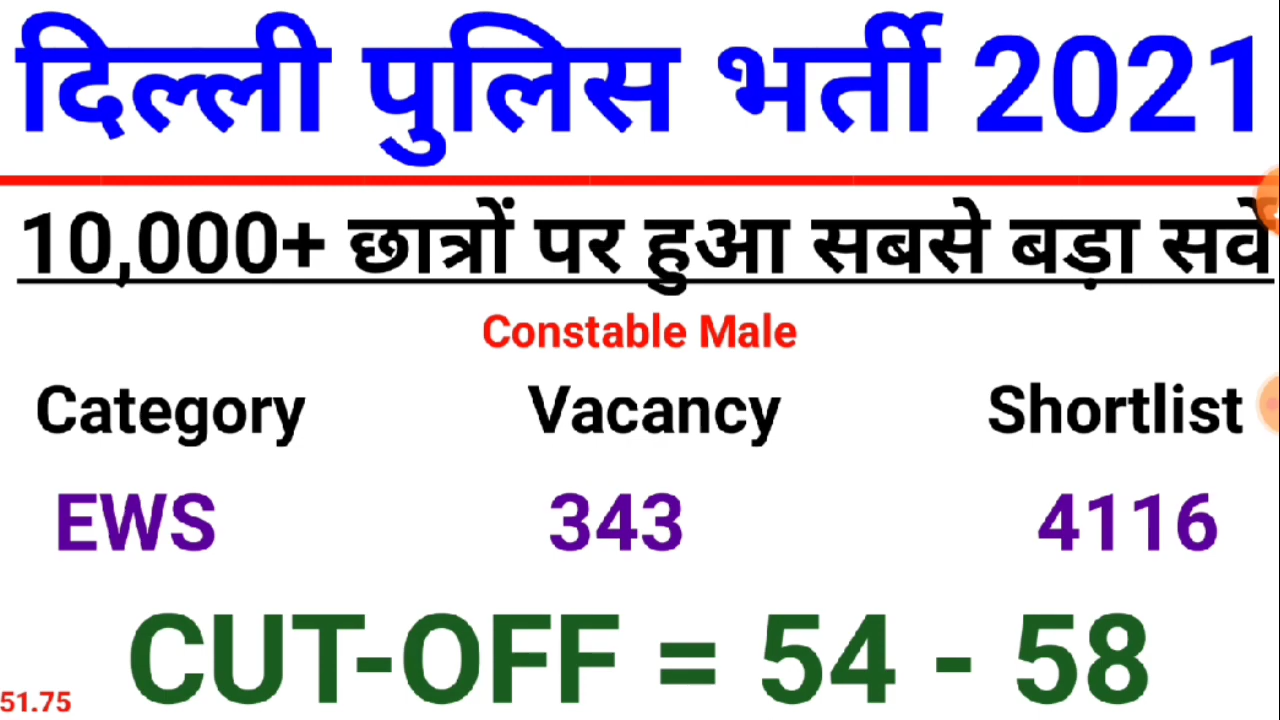 दिल्ली पुलिस भर्ती 2021
10,000+ छात्रों पर हुआ सबसे बड़ा सर्वे
Constable Male
Category Vacancy Shortlist
EWS 343 4116
CUT-OFF = 54 - 58
51.75